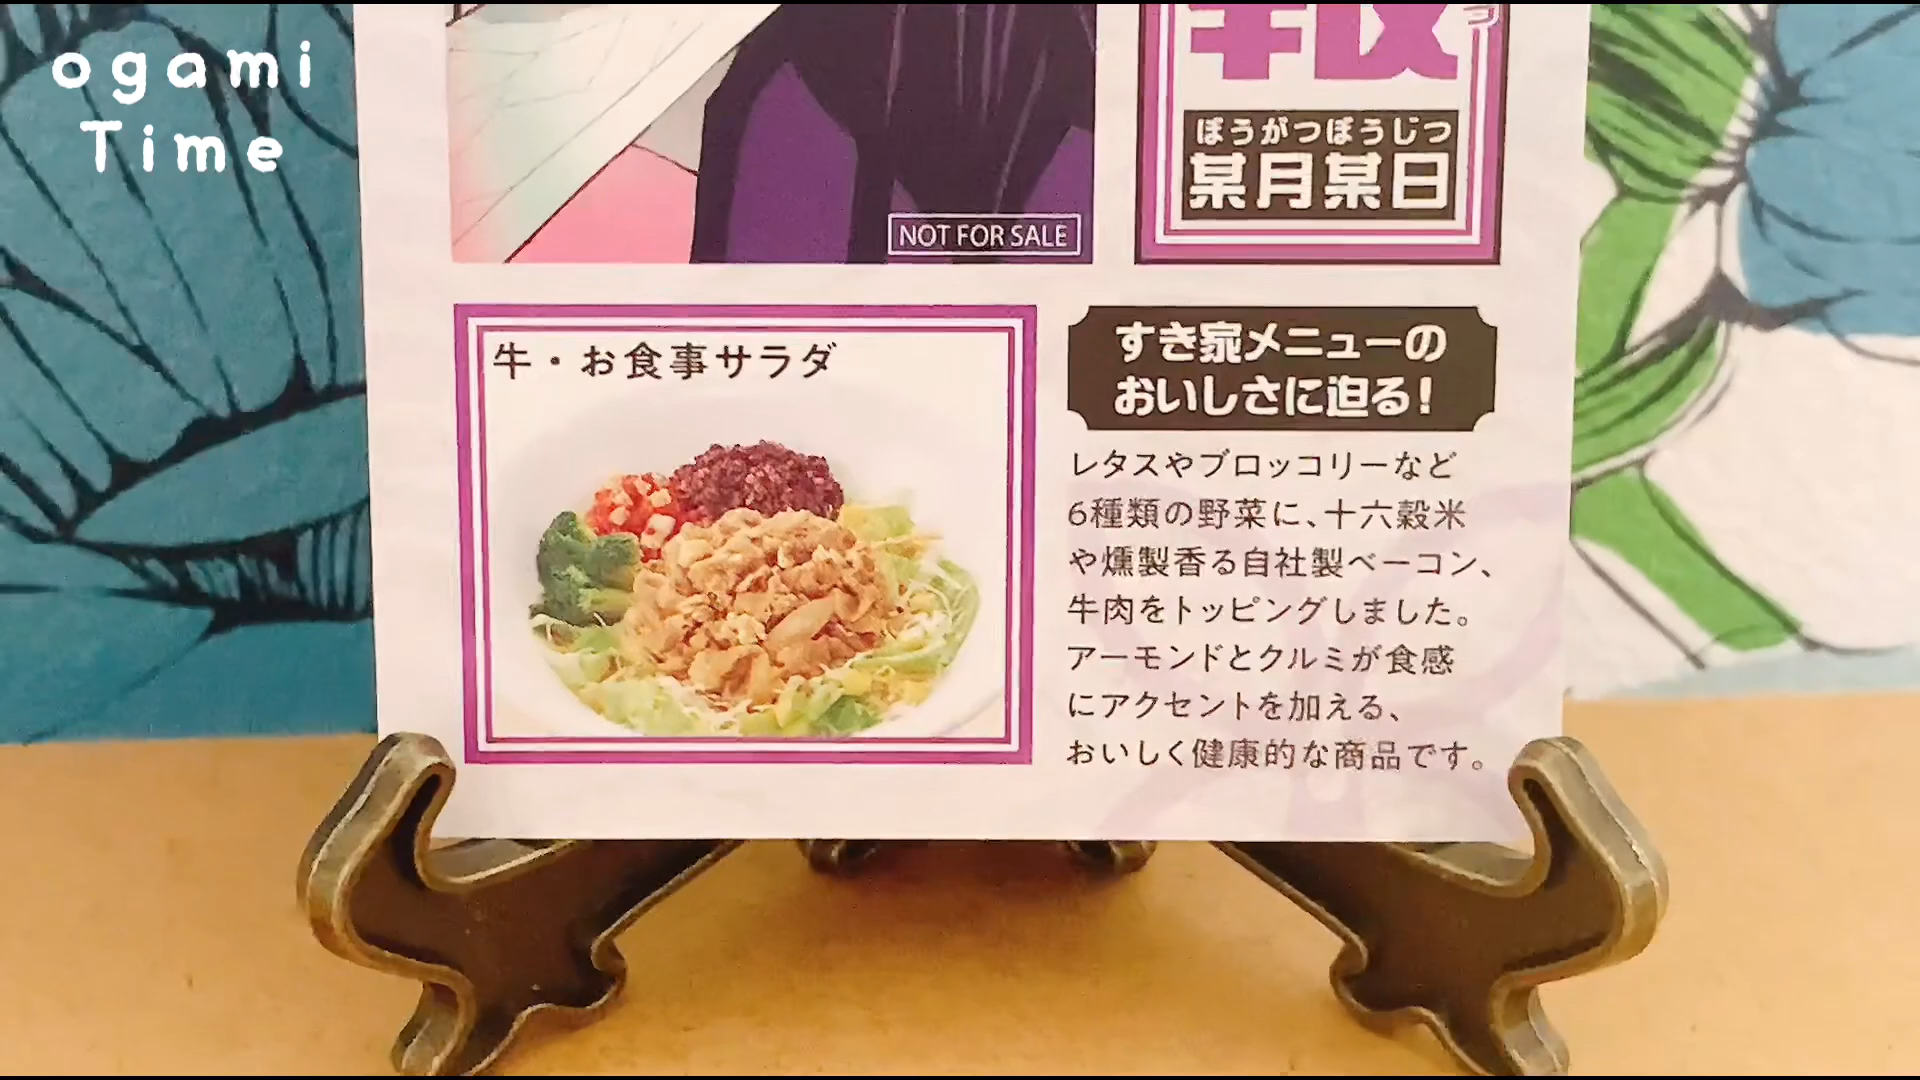 ogami
Time
報
ぼうがつぼうじつ
某月某日
NOT FOR SALE
牛・お食事サラダ
すき家メニューの
おいしさに迫る!
レタスやブロッコリーなど
6種類の野菜に、十六穀米
や燻製香る自社製ベーコン、
牛肉をトッピングしました。
アーモンドとクルミが食感
にアクセントを加える、
おいしく健康的な商品です。